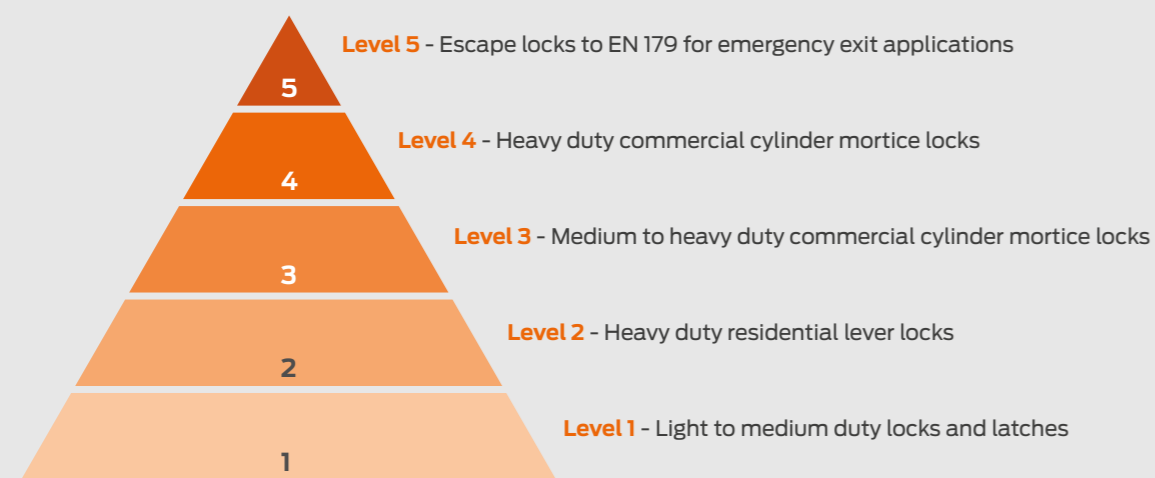 Level 5 - Escape locks to EN 179 for emergency exit applications
5
Level 4 - Heavy duty commercial cylinder mortice locks
4
Level 3 - Medium to heavy duty commercial cylinder mortice locks
3
Level 2 - Heavy duty residential lever locks
2
Level 1 - Light to medium duty locks and latches
1